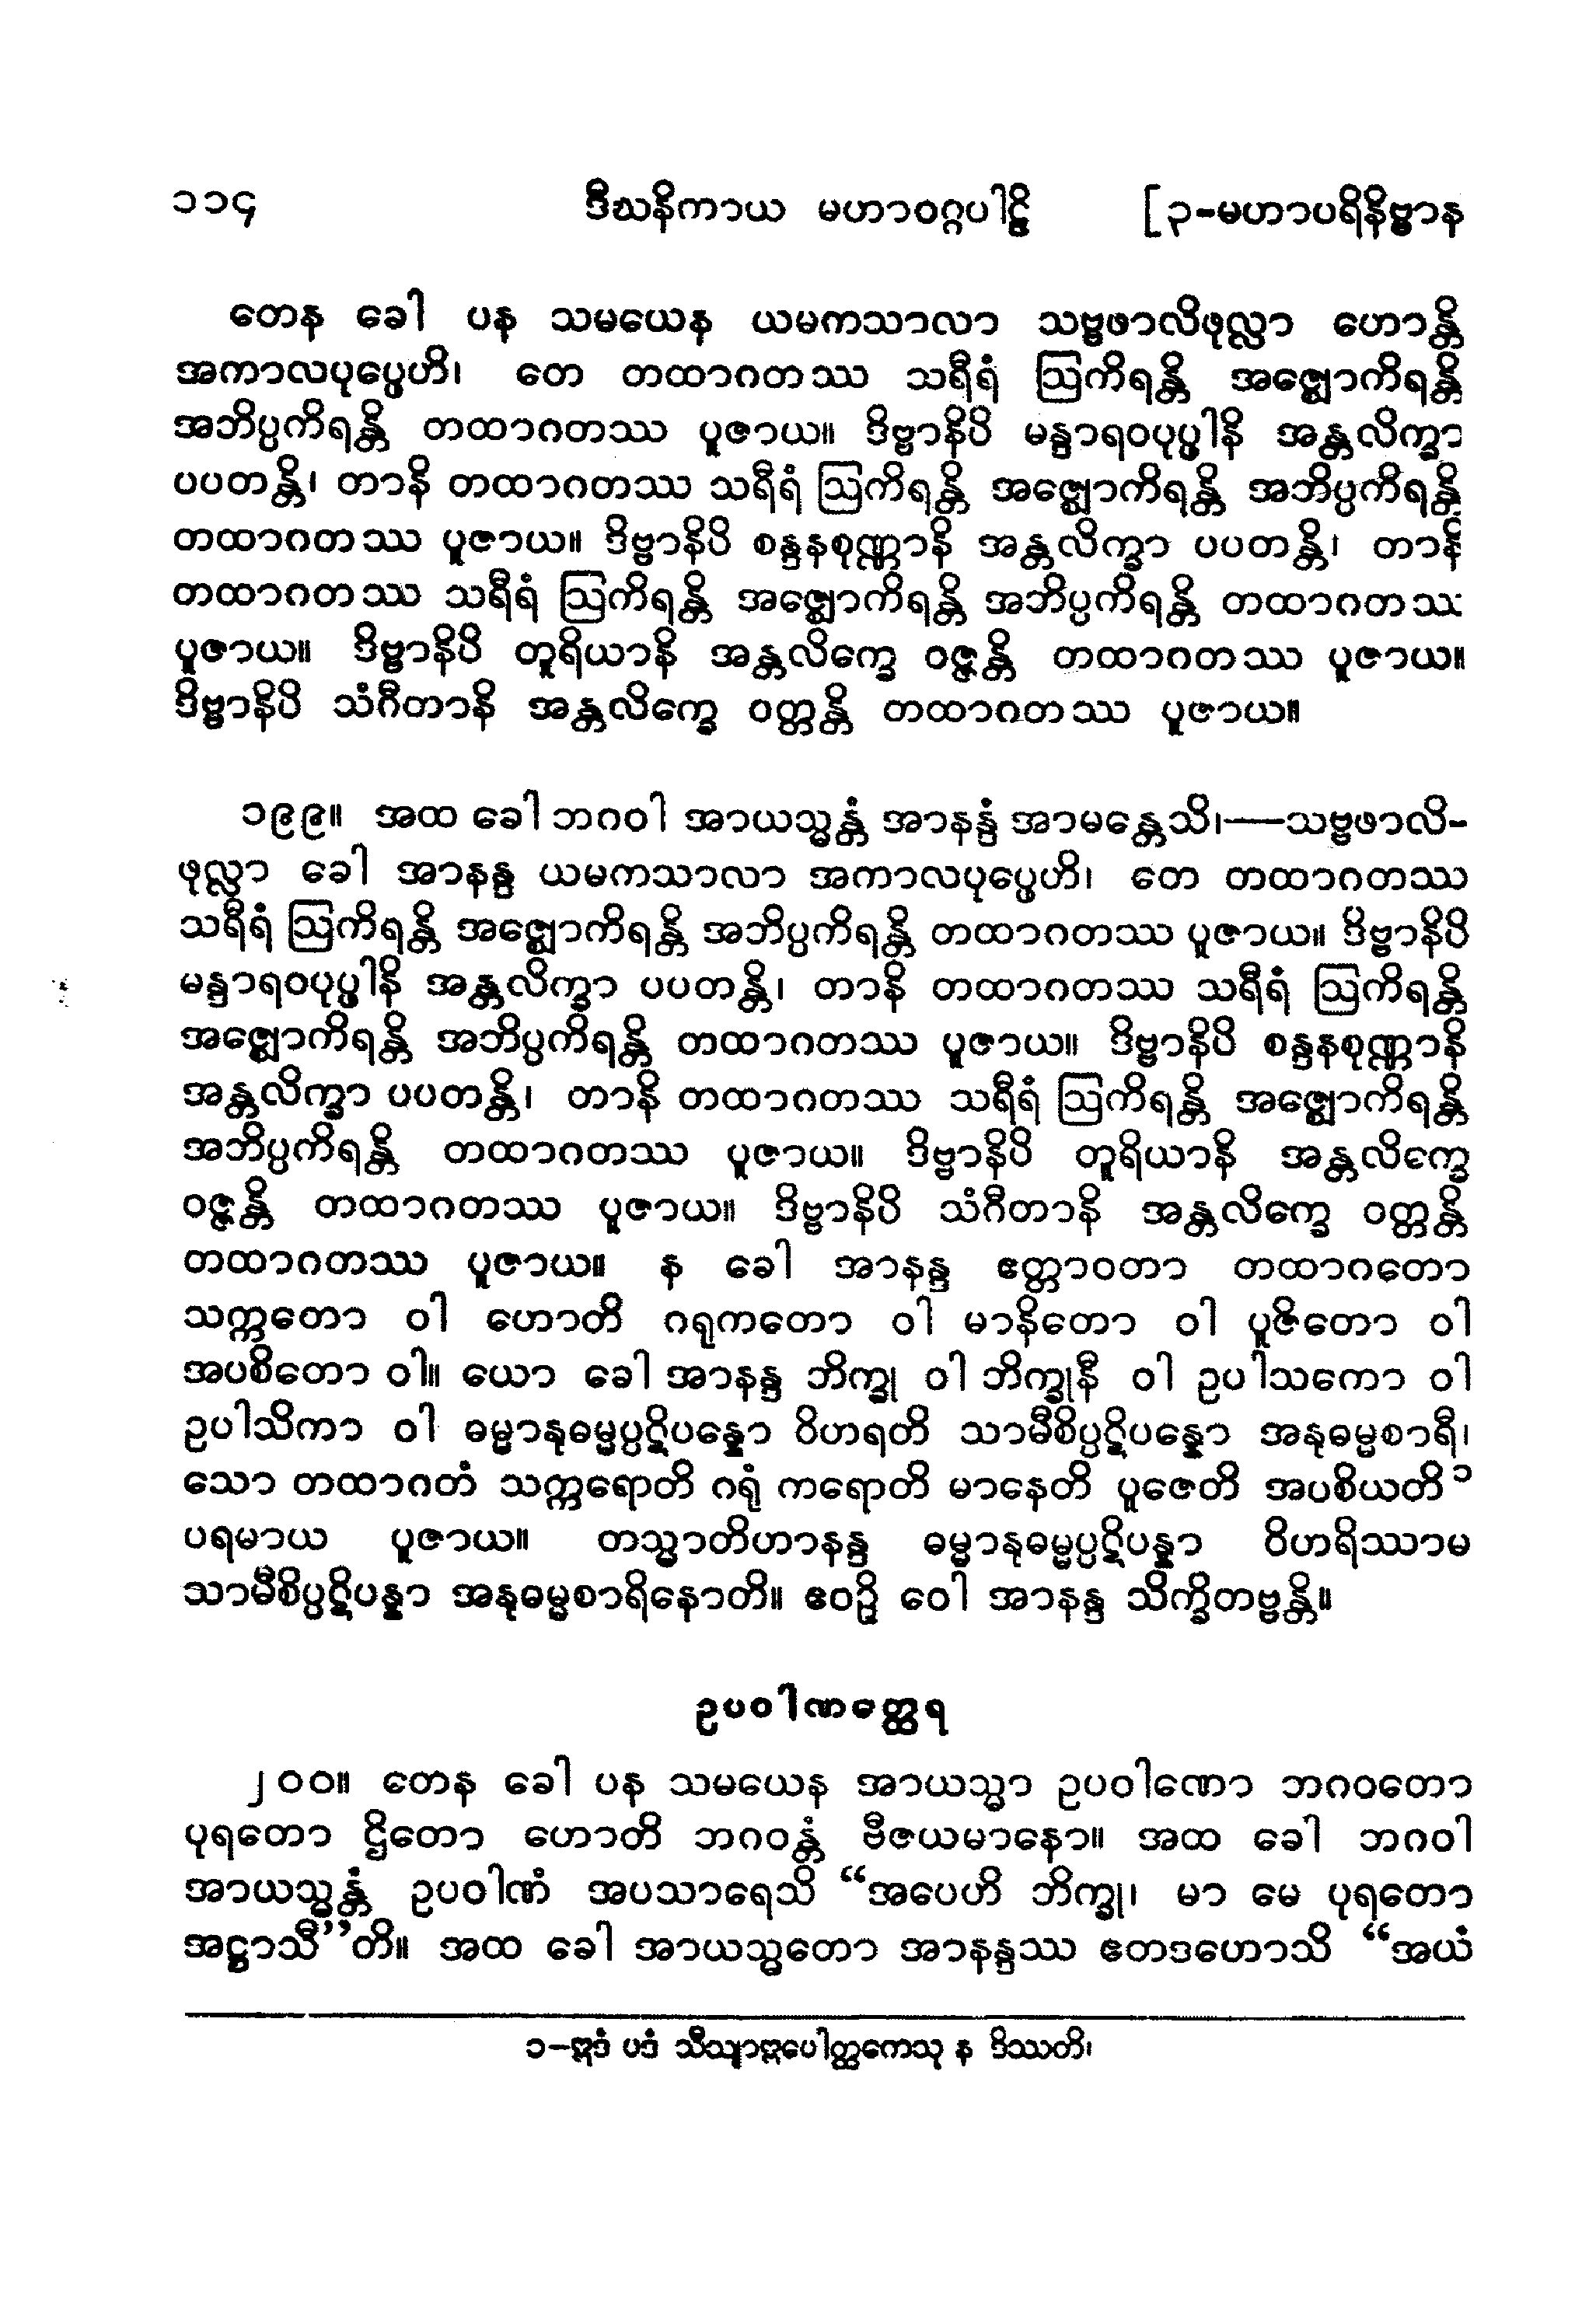 ၁၁၄ ဒီဃနိကာယ မဟာဝဂ္ဂပါဠိ [၃-မဟာပရိနိဗ္ဗာန
တေန ခေါ ပန သမယေန ယမကသာလာ သဗ္ဗဖာလိဖုလ္လာ ဟောန္တိ
အကာလပုပ္ဖေဟိ၊ တေ တထာဂတဿ သရီရံ ဩကိရန္တိ အဇ္ဈောကိရန္တိ
အဘိပ္ပကိရန္တိ တထာဂတဿ ပူဇာယ။ ဒိဗ္ဗာနိပိ မန္ဒာရဝပုပ္ဖါနိ အန္တလိက္ခာ
ပပတန္တိ၊ တာနိ တထာဂတဿ သရီရံ ဩကိရန္တိ အဇ္ဈောကိရန္တိ အဘိပ္ပကိရန္တိ
တထာဂတဿ ပူဇာယ။ ဒိဗ္ဗာနိပိ စန္ဒနစုဏ္ဏာနိ အန္တလိက္ခာ ပပတန္တိ၊ တာနိ
တထာဂတဿ သရီရံ ဩကိရန္တိ အဇ္ဈောကိရန္တိ အဘိပ္ပကိရန္တိ တထာဂတဿ
ပူဇာယ။ ဒိဗ္ဗာနိပိ တူရိယာနိ အန္တလိက္ခေ ဝဇ္ဇန္တိ တထာဂတဿ ပူဇာယ။
ဒိဗ္ဗာနိပိ သံဂီတာနိ အန္တလိက္ခေ ဝတ္တန္တိ တထာဂတဿ ပူဇာယ။
၁၉၉။ အထ ခေါ ဘဂဝါ အာယသ္မန္တံ အာနန္ဒံ အာမန္တေသိ၊—သဗ္ဗဖာလိ-
ဖုလ္လာ ခေါ အာနန္ဒ ယမကသာလာ အကာလပုပ္ဖေဟိ၊ တေ တထာဂတဿ
သရီရံ ဩကိရန္တိ အဇ္ဈောကိရန္တိ အဘိပ္ပကိရန္တိ တထာဂတဿ ပူဇာယ။ ဒိဗ္ဗာနိပိ
မန္ဒာရဝပုပ္ဖါနိ အန္တလိက္ခာ ပပတန္တိ၊ တာနိ တထာဂတဿ သရီရံ ဩကိရန္တိ
အဇ္ဈောကိရန္တိ အဘိပ္ပကိရန္တိ တထာဂတဿ ပူဇာယ။ ဒိဗ္ဗာနိပိ စန္ဒနစုဏ္ဏာနိ
အန္တလိက္ခာ ပပတန္တိ၊ တာနိ တထာဂတဿ သရီရံ ဩကိရန္တိ အဇ္ဈောကိရန္တိ
အဘိပ္ပကိရန္တိ တထာဂတဿ ပူဇာယ။ ဒိဗ္ဗာနိပိ တူရိယာနိ အန္တလိက္ခေ
ဝဇ္ဇန္တိ တထာဂတဿ ပူဇာယ။ ဒိဗ္ဗာနိပိ သံဂီတာနိ အန္တလိက္ခေ ဝတ္တန္တိ
တထာဂတဿ ပူဇာယ။ န ခေါ အာနန္ဒ ဧတ္တာဝတာ တထာဂတော
သက္ကတော ဝါ ဟောတိ ဂရုကတော ဝါ မာနိတော ဝါ ပူဇိတော ဝါ
အပစိတော ဝါ။ ယော ခေါ အာနန္ဒ ဘိက္ခု ဝါ ဘိက္ခုနီ ဝါ ဥပါသကော ဝါ
ဥပါသိကာ ဝါ ဓမ္မာနုဓမ္မပ္ပဋိပန္နော ဝိဟရတိ သာမီစိပ္ပဋိပန္နော အနုဓမ္မစာရီ၊
သော တထာဂတံ သက္ကရောတိ ဂရုံ ကရောတိ မာနေတိ ပူဇေတိ အပစိယတိ၁
ပရမာယ ပူဇာယ။ တသ္မာတိဟာနန္ဒ ဓမ္မာနုဓမ္မပ္ပဋိပန္နာ ဝိဟရိဿာမ
သာမီစိပ္ပဋိပန္နာ အနုဓမ္မစာရိနောတိ။ ဧဝဉှိ ဝေါ အာနန္ဒ သိက္ခိတဗ္ဗန္တိ။
ဥပဝါဏတ္ထေရ
၂၀၀။ တေန ခေါ ပန သမယေန အာယသ္မာ ဥပဝါဏော ဘဂဝတော
ပုရတော ဌိတော ဟောတိ ဘဂဝန္တံ ဗီဇယမာနော။ အထ ခေါ ဘဂဝါ
အာယသ္မန္တံ ဥပဝါဏံ အပသာရေသိ “အပေဟိ ဘိက္ခု၊ မာ မေ ပုရတော
အဋ္ဌာသီ”တိ။ အထ ခေါ အာယသ္မတော အာနန္ဒဿ ဧတဒဟောသိ “အယံ
၁-ဣဒံ ပဒံ သီသျာဣပေါတ္ထကေသု န ဒိဿတိ၊